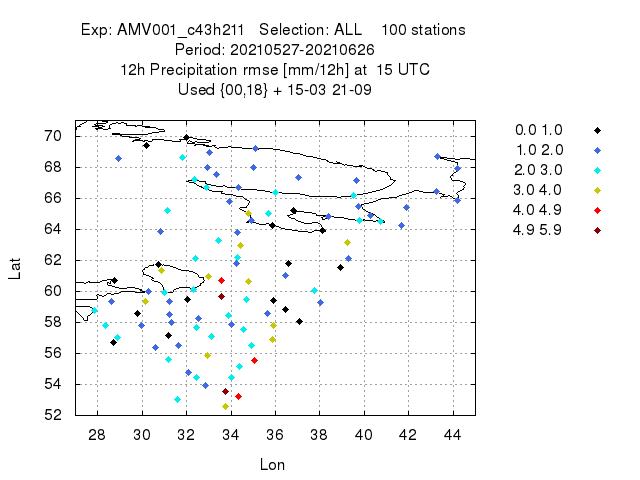 Exp: AMV001_c43h211   Selection: ALL    100 stations
Period: 20210527-20210626
12h Precipitation rmse [mm/12h] at  15 UTC
Used {00,18} + 15-03 21-09
0.0 1.0
1.0 2.0
2.0 3.0
3.0 4.0
4.0 4.9
4.9 5.9
70
68
66
64
62
60
58
56
54
52
Lat
28 30 32 34 36 38 40 42 44
Lon